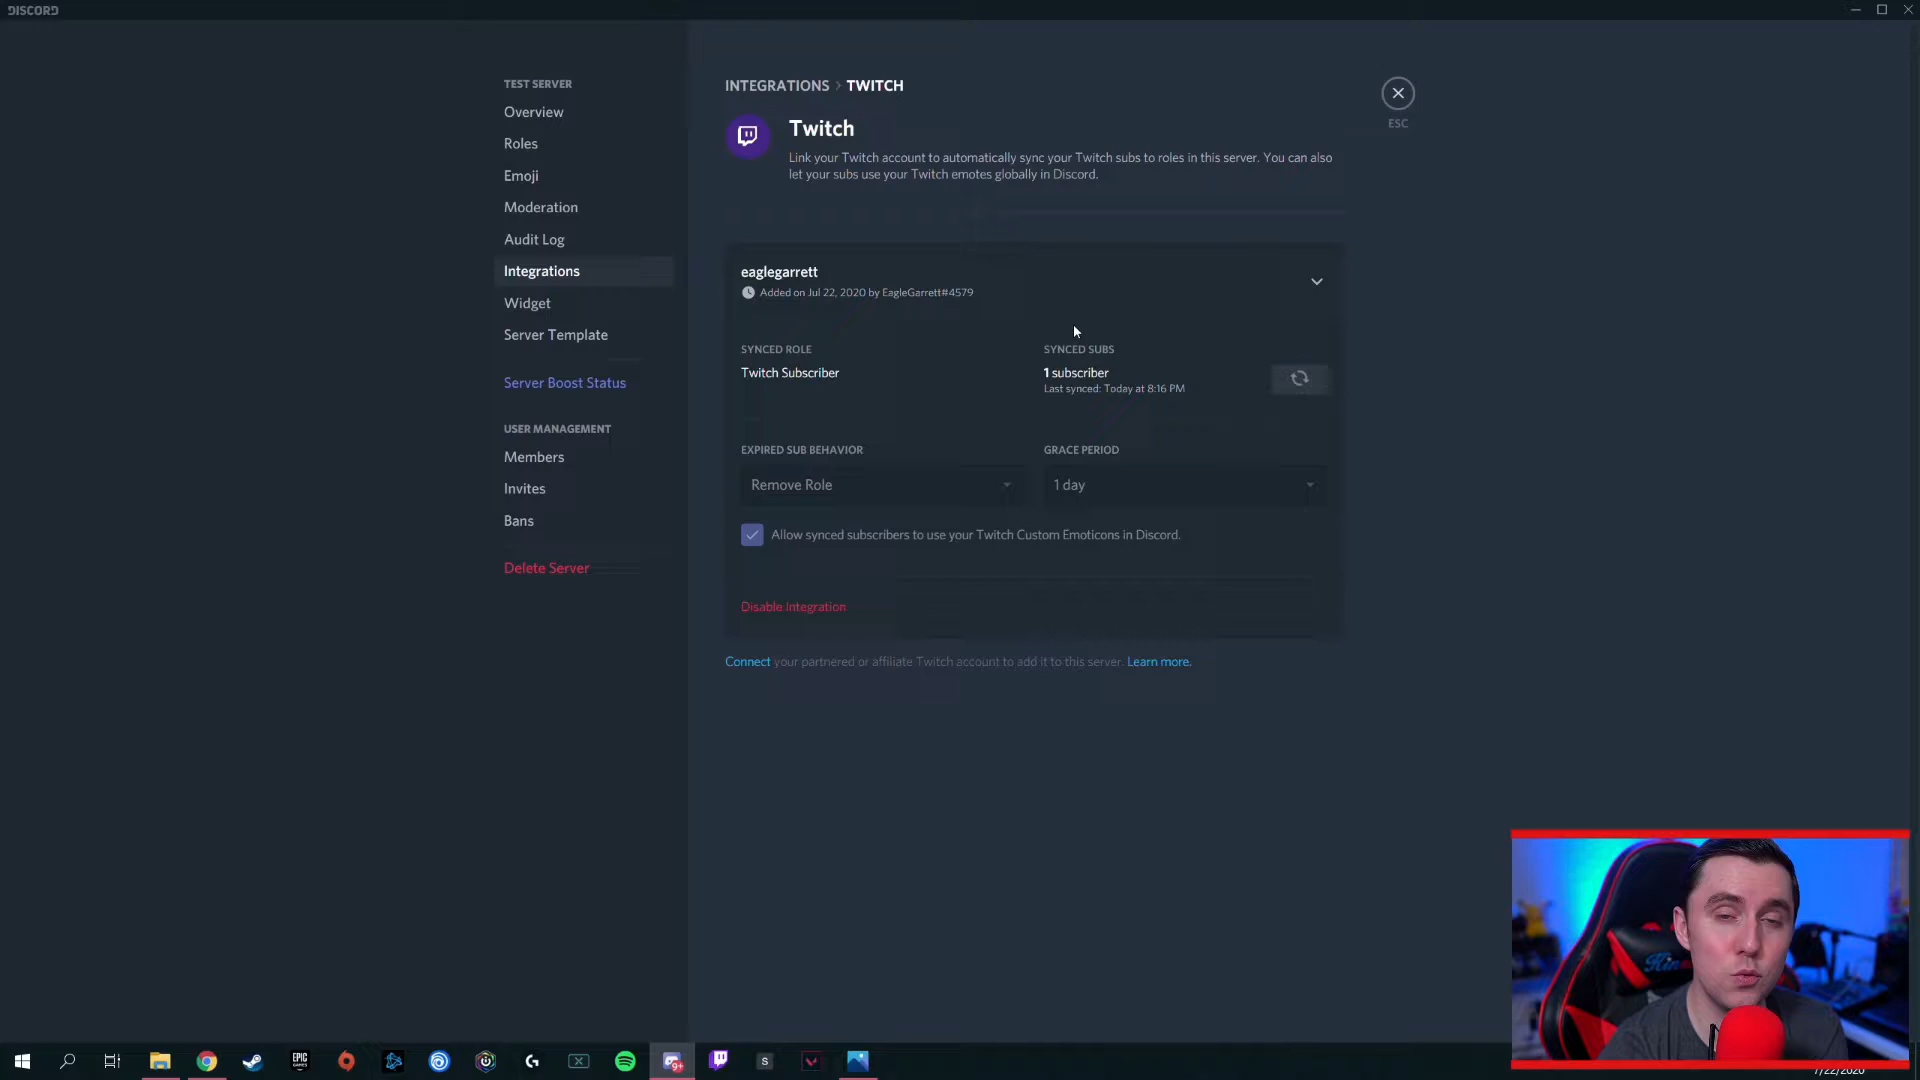 DISCORD
TEST SERVER
Overview
Roles
Emoji
Moderation
Audit Log
Integrations
Widget
Server Template
Server Boost Status
USER MANAGEMENT
Members
Invites
Bans
Delete Server
INTEGRATIONS > TWITCH
ESC
Twitch
Link your Twitch account to automatically sync your Twitch subs to roles in this server. You can also
let your subs use your Twitch emotes globally in Discord.
eaglegarrett
Added on Jul 22, 2020 by EagleGarrett#4579
SYNCED ROLE
Twitch Subscriber
SYNCED SUBS
1 subscriber
Last synced: Today at 8:16 PM
EXPIRED SUB BEHAVIOR
Remove Role
GRACE PERIOD
1 day
Allow synced subscribers to use your Twitch Custom Emoticons in Discord.
Disable Integration
Connect your partnered or affiliate Twitch account to add it to this server. Learn more.
EPIC
GAMES
9+
S
7/22/2020